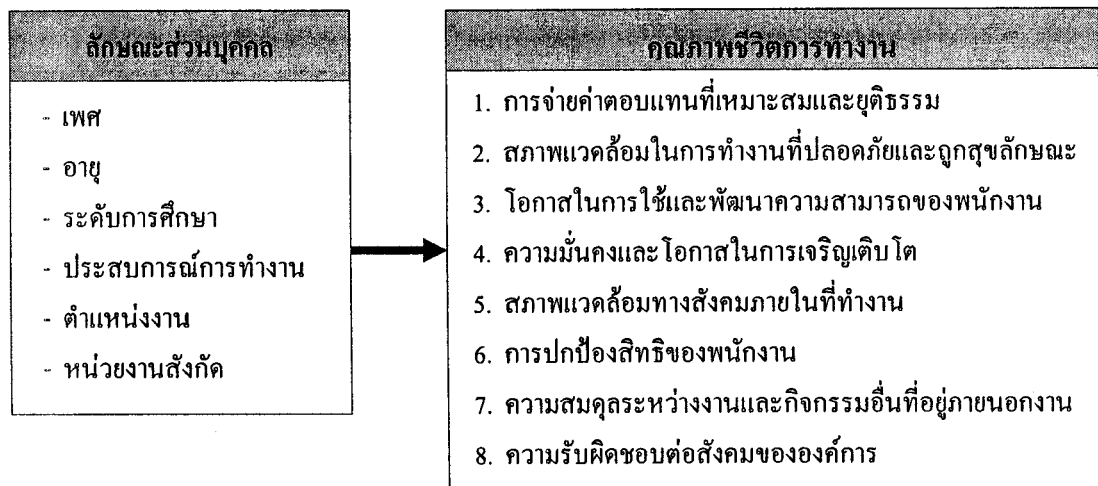 ลักษณะส่วนบุคคล
- เพศ
- อายุ
- ระดับการศึกษา
- ประสบการณ์การทำงาน
- ตำแหน่งงาน
- หน่วยงานสังกัด
คุณภาพชีวิตการทำงาน
1. การจ่ายค่าตอบแทนที่เหมาะสมและยุติธรรม
2. สภาพแวดล้อมในการทำงานที่ปลอดภัยและถูกสุขลักษณะ
3. โอกาสในการใช้และพัฒนาความสามารถของพนักงาน
4. ความมั่นคงและโอกาสในการเจริญเติบโต
5. สภาพแวดล้อมทางสังคมภายในที่ทำงาน
6. การปกป้องสิทธิของพนักงาน
7. ความสมดุลระหว่างงานและกิจกรรมอื่นที่อยู่ภายนอกงาน
8. ความรับผิดชอบต่อสังคมขององค์การ